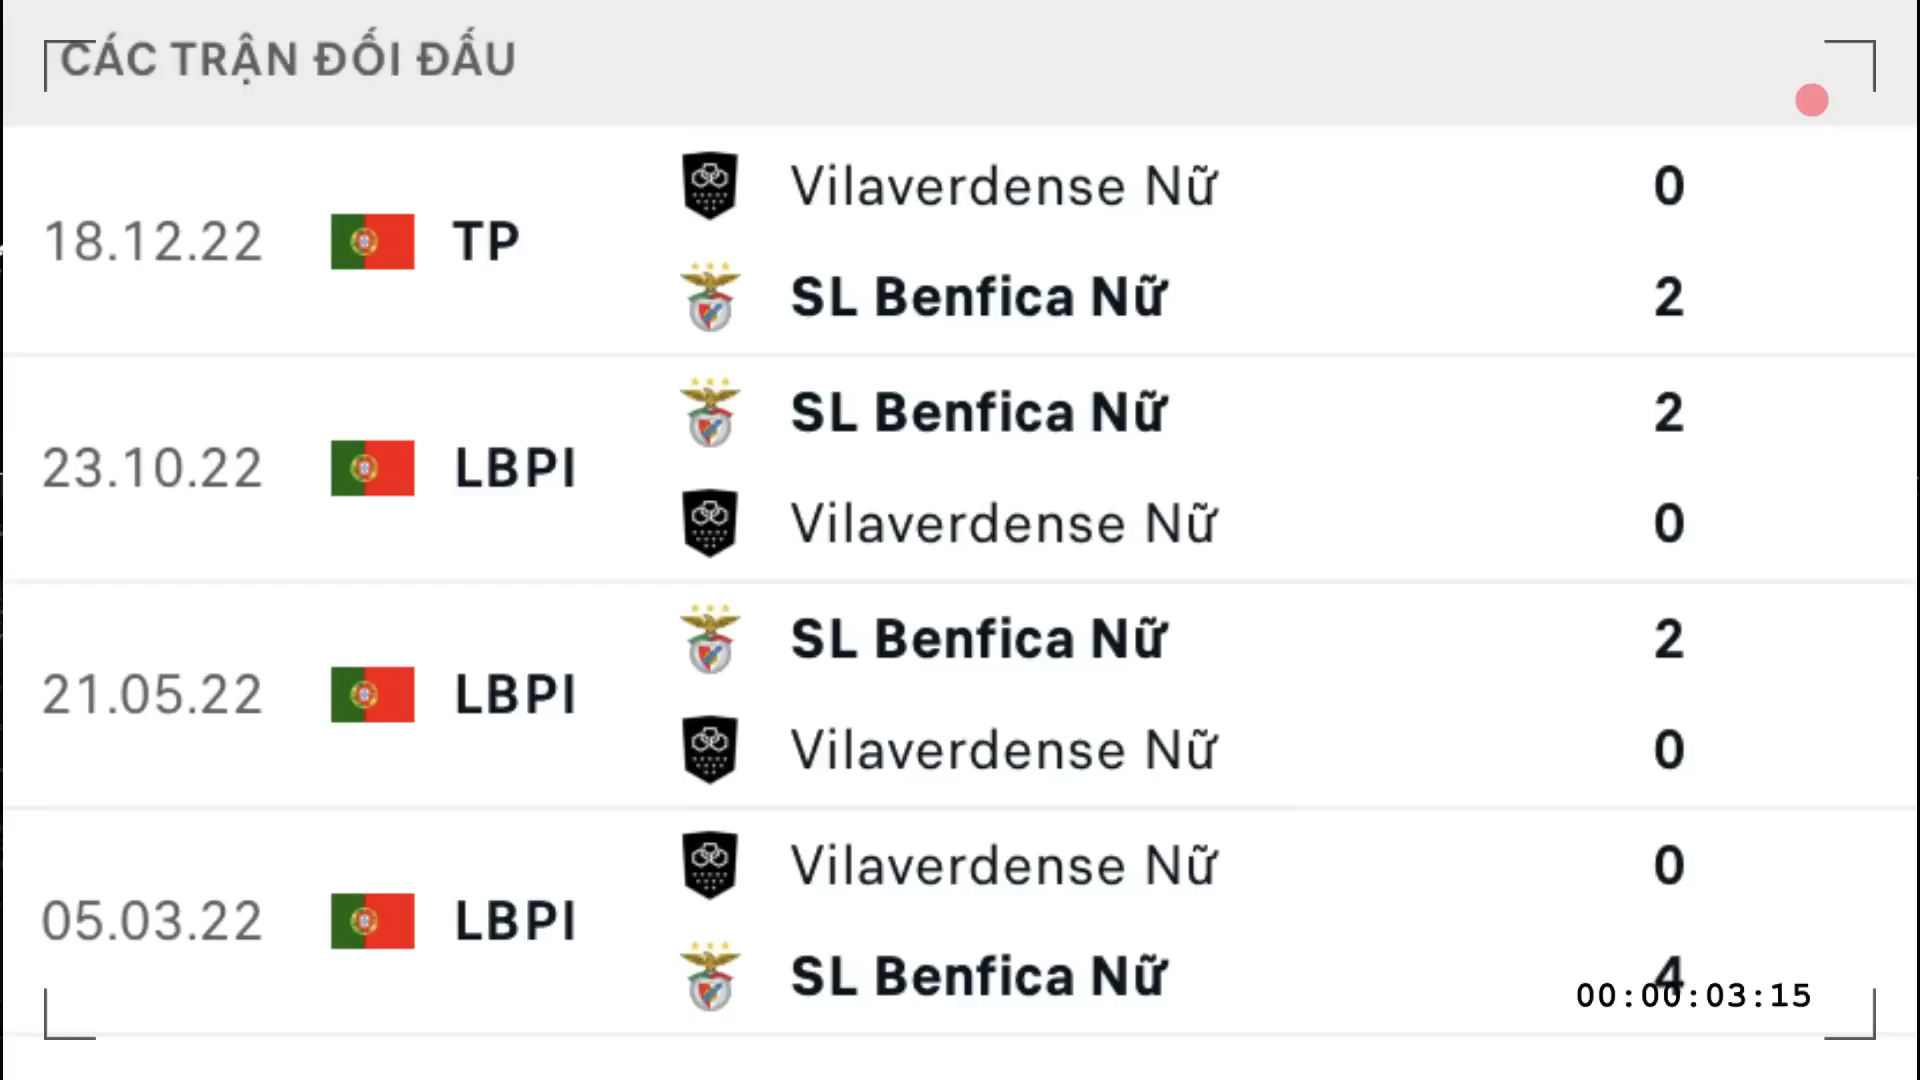 CÁC TRẬN ĐỐI ĐẤU
18.12.22 TP Vilaverdense Nữ 0
SL Benfica Nữ 2
23.10.22 LBPI SL Benfica Nữ 2
Vilaverdense Nữ 0
21.05.22 LBPI SL Benfica Nữ 2
Vilaverdense Nữ 0
05.03.22 LBPI Vilaverdense Nữ 0
SL Benfica Nữ 4
00:00:03:15